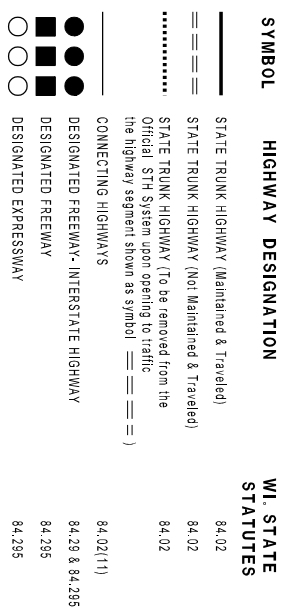 SYMBOL HIGHWAY DESIGNATION WI. STATE
STATUTES
STATE TRUNK HIGHWAY (Maintained & Traveled) 84.02
STATE TRUNK HIGHWAY (Not Maintained & Traveled)
STATE TRUNK HIGHWAY (To be removed from the 84.02
Official STH System upon opening to traffic
the highway segment shown as symbol = = = = )
CONNECTING HIGHWAYS 84.02(11)
DESIGNATED FREEWAY- INTERSTATE HIGHWAY 84.29 & 84.295
DESIGNATED FREEWAY 84.295
DESIGNATED EXPRESSWAY 84.295